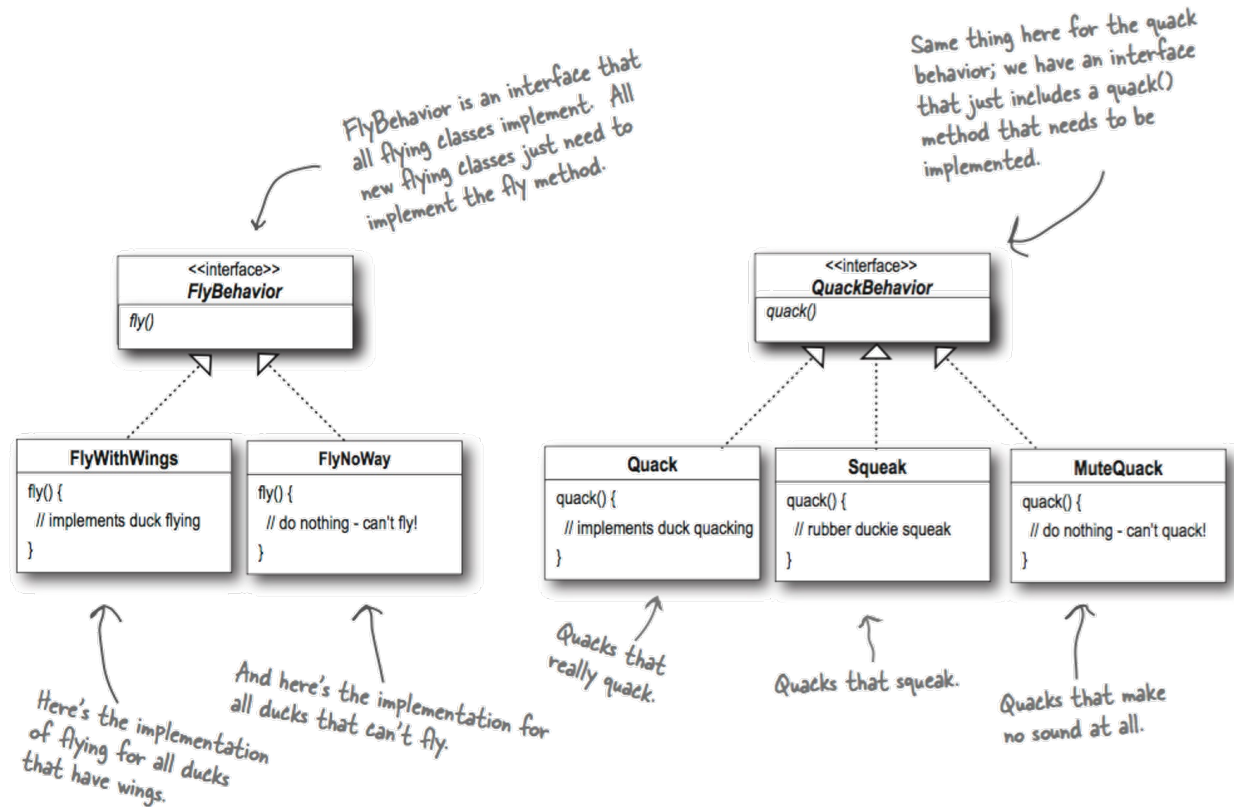 FlyBehavior is an interface that
all flying classes implement. All
new flying classes just need to
implement the fly method.
Same thing here for the quack
behavior; we have an interface
that just includes a quack()
method that needs to be
implemented.
<<interface>>
FlyBehavior
fly()
<<interface>>
QuackBehavior
quack()
FlyWithWings
fly() {
// implements duck flying
}
FlyNoWay
fly() {
// do nothing - can't fly!
}
Quack
quack() {
// implements duck quacking
}
Squeak
quack() {
// rubber duckie squeak
}
MuteQuack
quack() {
// do nothing - can't quack!
}
Here's the implementation
of flying for all ducks
that have wings.
And here's the implementation for
all ducks that can't fly.
Quacks that
really quack.
Quacks that squeak.
Quacks that make
no sound at all.